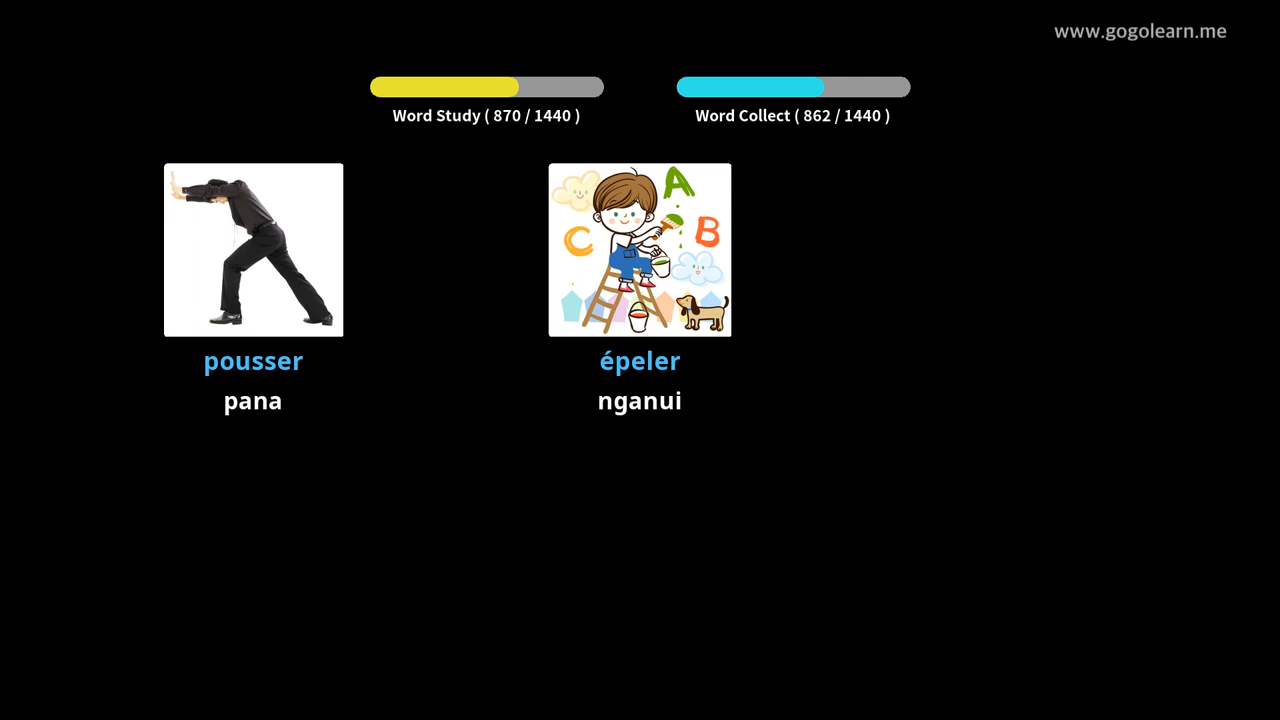 www.gogolearn.me
Word Study ( 870 / 1440 )
Word Collect ( 862 / 1440 )
A
B
C
pousser
épeler
pana
nganui